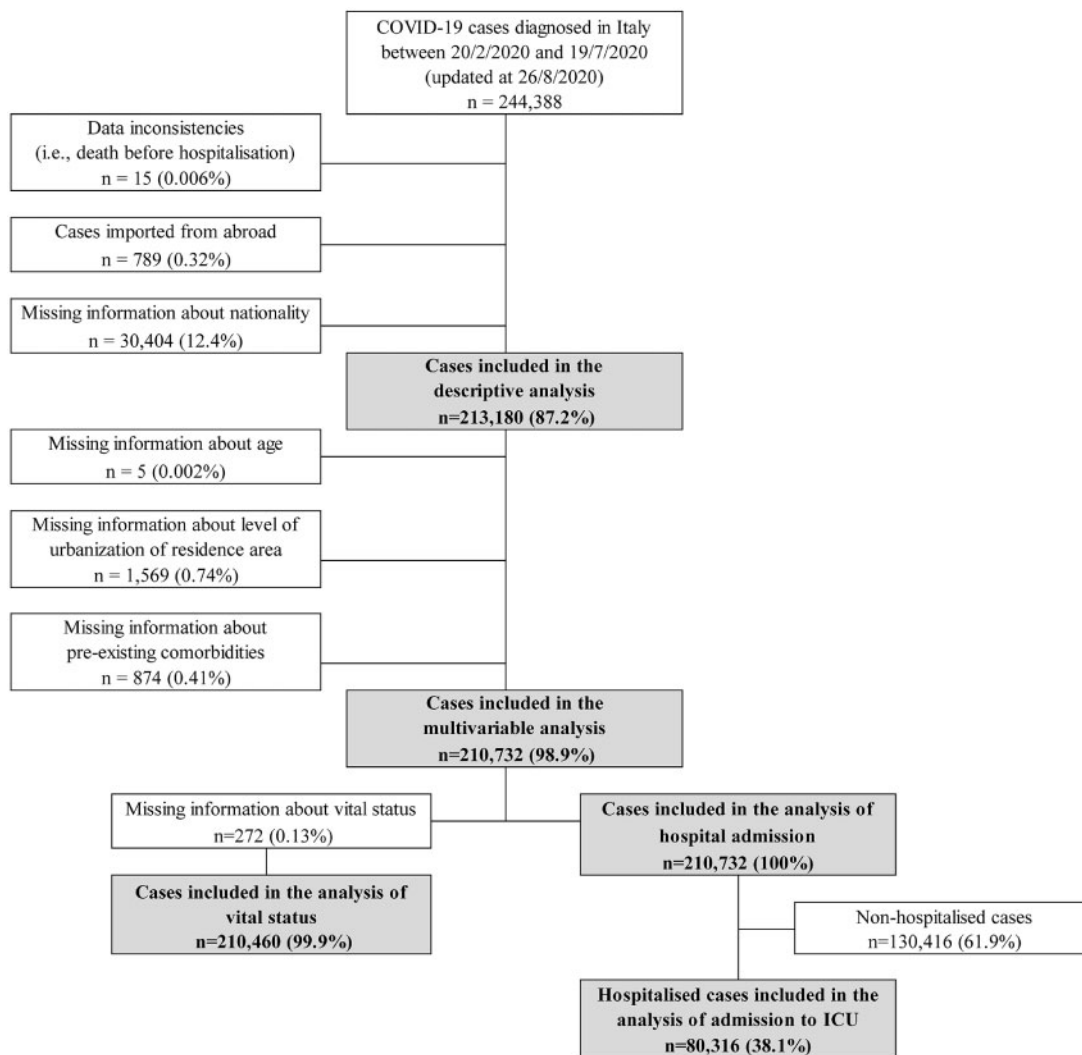 COVID-19 cases diagnosed in Italy
between 20/2/2020 and 19/7/2020
(updated at 26/8/2020)
n = 244,388
Data inconsistencies
(i.e., death before hospitalisation)
n = 15 (0.006%)
Cases imported from abroad
n = 789 (0.32%)
Missing information about nationality
n = 30,404 (12.4%)
Cases included in the
descriptive analysis
n=213,180 (87.2%)
Missing information about age
n = 5 (0.002%)
Missing information about level of
urbanization of residence area
n = 1,569 (0.74%)
Missing information about
pre-existing comorbidities
n = 874 (0.41%)
Cases included in the
multivariable analysis
n=210,732 (98.9%)
Missing information about vital status
n=272 (0.13%)
Cases included in the analysis of
vital status
n=210,460 (99.9%)
Cases included in the analysis of
hospital admission
n=210,732 (100%)
Non-hospitalised cases
n=130,416 (61.9%)
Hospitalised cases included in the
analysis of admission to ICU
n=80,316 (38.1%)